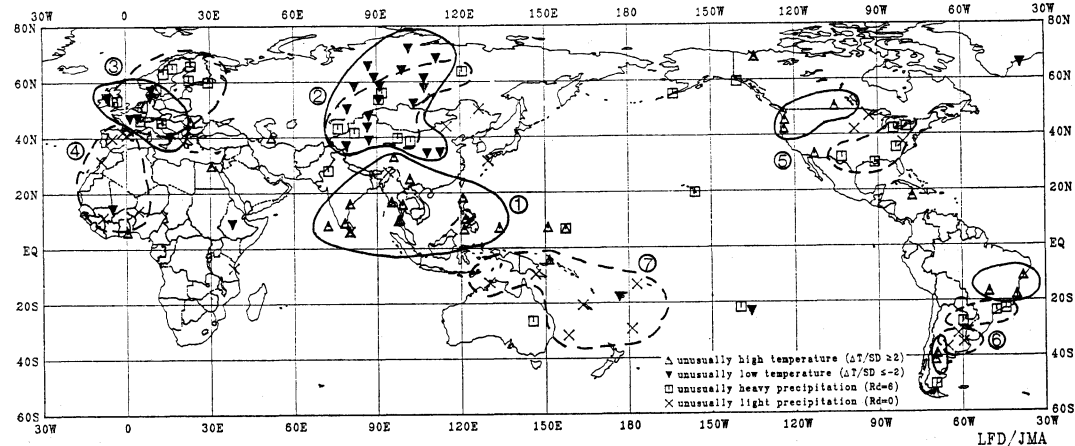 30W 0 30E 60E 90E 120E 150E 180 150W 120W 90W 60W 30W
80N 80N
③
60N 60N
②
40N 40N
④ ⑤
20N 20N
①
EQ EQ
⑦
20S 20S
⑥
40S 40S
△ unusually high temperature (ΔT/SD ≥2)
▼ unusually low temperature (ΔT/SD ≤-2)
□ unusually heavy precipitation (Rd=6)
× unusually light precipitation (Rd=0)
60S 60S
30W 0 30E 60E 90E 120E 150E 180 150W 120W 90W 60W 30W
LFD/JMA